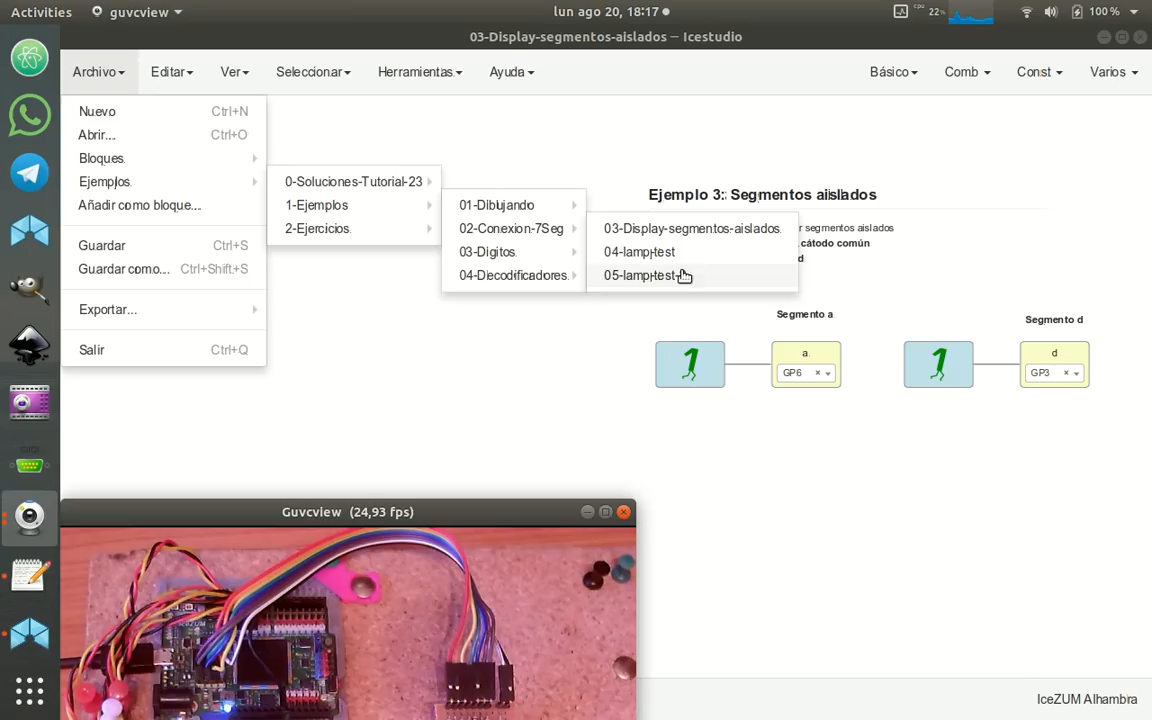 Activities guvcview lun ago 20, 18:17 cpu 22% 100 %
03-Display-segmentos-aislados – Icestudio
Archivo Editar Ver Seleccionar Herramientas Ayuda Básico Comb Const Varios
Nuevo Ctrl+N
Abrir... Ctrl+O
Bloques
Ejemplos
Añadir como bloque...
Guardar Ctrl+S
Guardar como... Ctrl+Shift+S
Exportar...
Salir Ctrl+Q
0-Soluciones-Tutorial-23
1-Ejemplos
2-Ejercicios
01-Dibujando
02-Conexion-7Seg
03-Digitos
04-Decodificadores
03-Display-segmentos-aislados
04-lamp-test
05-lamp-test-
Ejemplo 3: Segmentos aislados
r segmentos aislados
cátodo común
d
Segmento a
1
a
GP6 ×
Segmento d
1
d
GP3 ×
Guvcview (24,93 fps)
IceZUM Alhambra